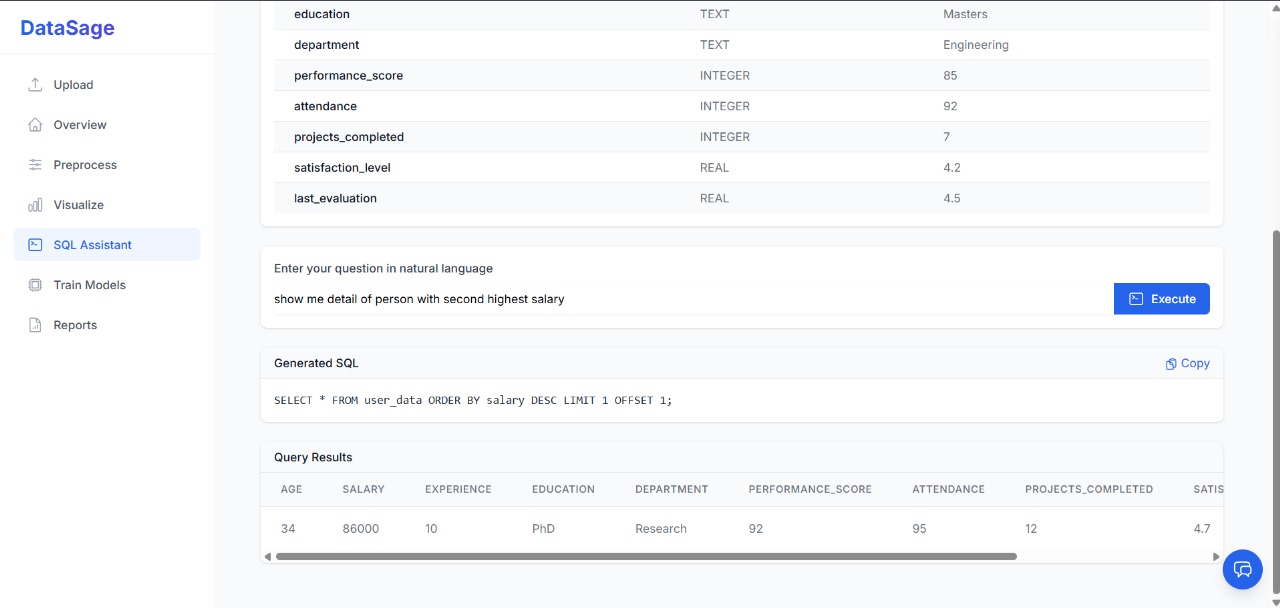 DataSage
Upload
Overview
Preprocess
Visualize
SQL Assistant
Train Models
Reports
education TEXT Masters
department TEXT Engineering
performance_score INTEGER 85
attendance INTEGER 92
projects_completed INTEGER 7
satisfaction_level REAL 4.2
last_evaluation REAL 4.5
Enter your question in natural language
show me detail of person with second highest salary
Execute
Generated SQL
Copy
SELECT * FROM user_data ORDER BY salary DESC LIMIT 1 OFFSET 1;
Query Results
AGE SALARY EXPERIENCE EDUCATION DEPARTMENT PERFORMANCE_SCORE ATTENDANCE PROJECTS_COMPLETED SATIS
34 86000 10 PhD Research 92 95 12 4.7